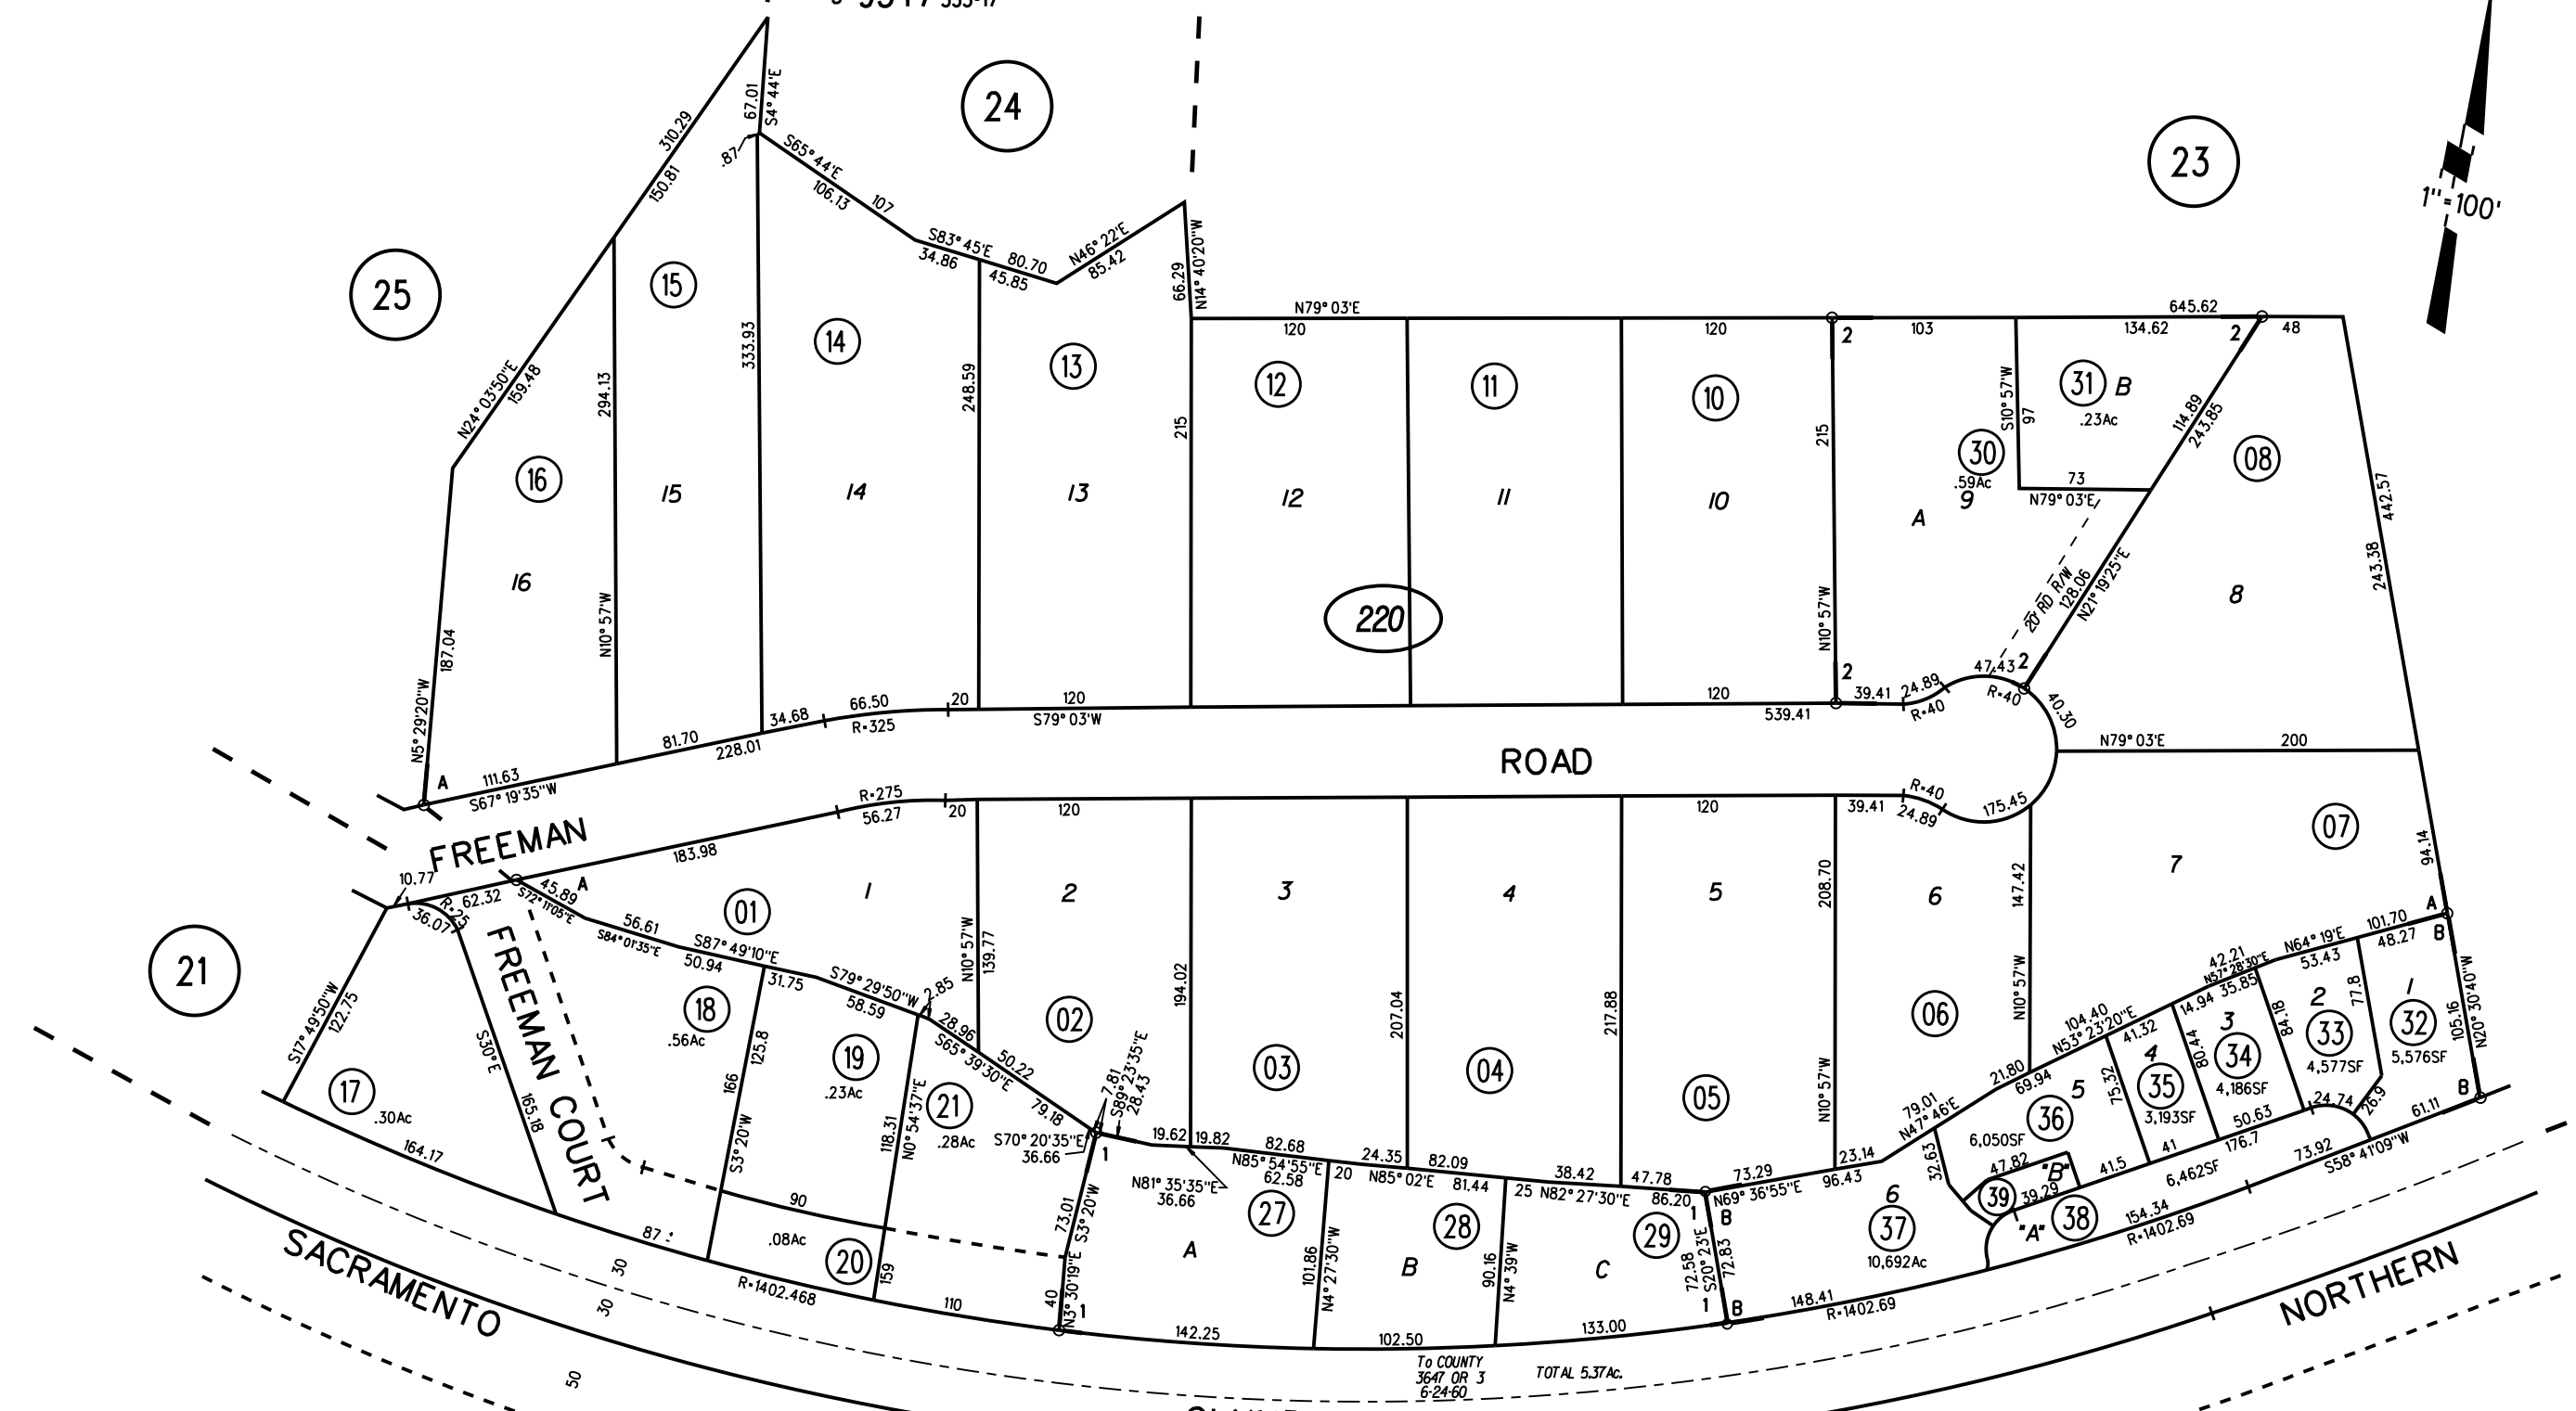 333-17
24
23
1"=100'
25
310.29
150.81
67.01
S4°44'E
.87
S65°44'E
106.13
107
S83°45'E
34.86
80.70
45.85
N46°22'E
85.42
66.29
N14°40'20"W
N79°03'E
120
120
103
645.62
134.62
48
2
2
15
14
13
12
11
10
31
B
.23Ac
S10°57'W
97
73
N79°03'E
114.89
243.85
30
.59Ac
9
A
08
N24°03'50"E
159.48
294.13
333.93
248.59
215
215
16
15
14
13
12
11
10
16
220
8
442.57
243.38
20' RD R/W
128.06
N21°19'25"E
187.04
N5°29'20"W
N10°57'W
N10°57'W
A
111.63
S67°19'35"W
81.70
228.01
34.68
66.50
R=325
20
120
S79°03'W
120
539.41
2
39.41
24.89
R=40
47.43
2
R=40
40.30
N79°03'E
200
ROAD
FREEMAN
183.98
R=275
56.27
20
120
120
39.41
R=40
24.89
175.45
10.77
62.32
R=25
36.07
45.89
A
S72°11'05"E
56.61
S84°01'35"E
S87°49'10"E
50.94
31.75
S79°29'50"W
58.59
2.85
28.96
S65°39'30"E
50.22
79.18
01
1
2
3
4
5
6
7
07
94.14
N10°57'W
139.77
194.02
207.04
217.88
208.70
N10°57'W
147.42
N10°57'W
02
03
04
05
06
21
S17°49'50"W
122.75
17
.30Ac
164.17
S30°E
165.18
FREEMAN COURT
18
.56Ac
125.8
166
S3°20'W
19
.23Ac
118.31
N0°54'37"E
21
.28Ac
20
.08Ac
90
159
87
R=1402.468
110
30
30
50
7.81
S89°23'35"E
28.43
S70°20'35"E
36.66
1
73.01
S3°20'W
40
N3°30'19"E
1
19.62
19.82
N81°35'35"E
36.66
82.68
N85°54'55"E
62.58
24.35
20
N85°02'E
82.09
81.44
38.42
25
N82°27'30"E
47.78
86.20
73.29
N69°36'55"E
96.43
23.14
27
28
29
A
B
C
101.86
N4°27'30"W
90.16
N4°39'W
72.58
S20°23'E
72.83
1
B
1
B
142.25
102.50
133.00
148.41
R=1402.69
79.01
N47°46'E
21.80
69.94
104.40
N53°23'20"E
41.32
14.94
42.21
N57°28'30"E
35.85
N64°19'E
53.43
101.70
48.27
A
B
32.63
75.32
80.44
84.18
77.8
105.16
N20°30'40"W
B
1
32
5,576SF
2
33
4,577SF
3
34
4,186SF
4
35
3,193SF
5
36
6,050SF
6
37
10,692Ac
47.82
39
39.29
"B"
38
"A"
41.5
41
50.63
176.7
6,462SF
24.74
26.9
61.11
73.92
S58°41'09"W
154.34
R=1402.69
SACRAMENTO
NORTHERN
To COUNTY
3647 OR 3
6-24-60
TOTAL 5.37Ac.